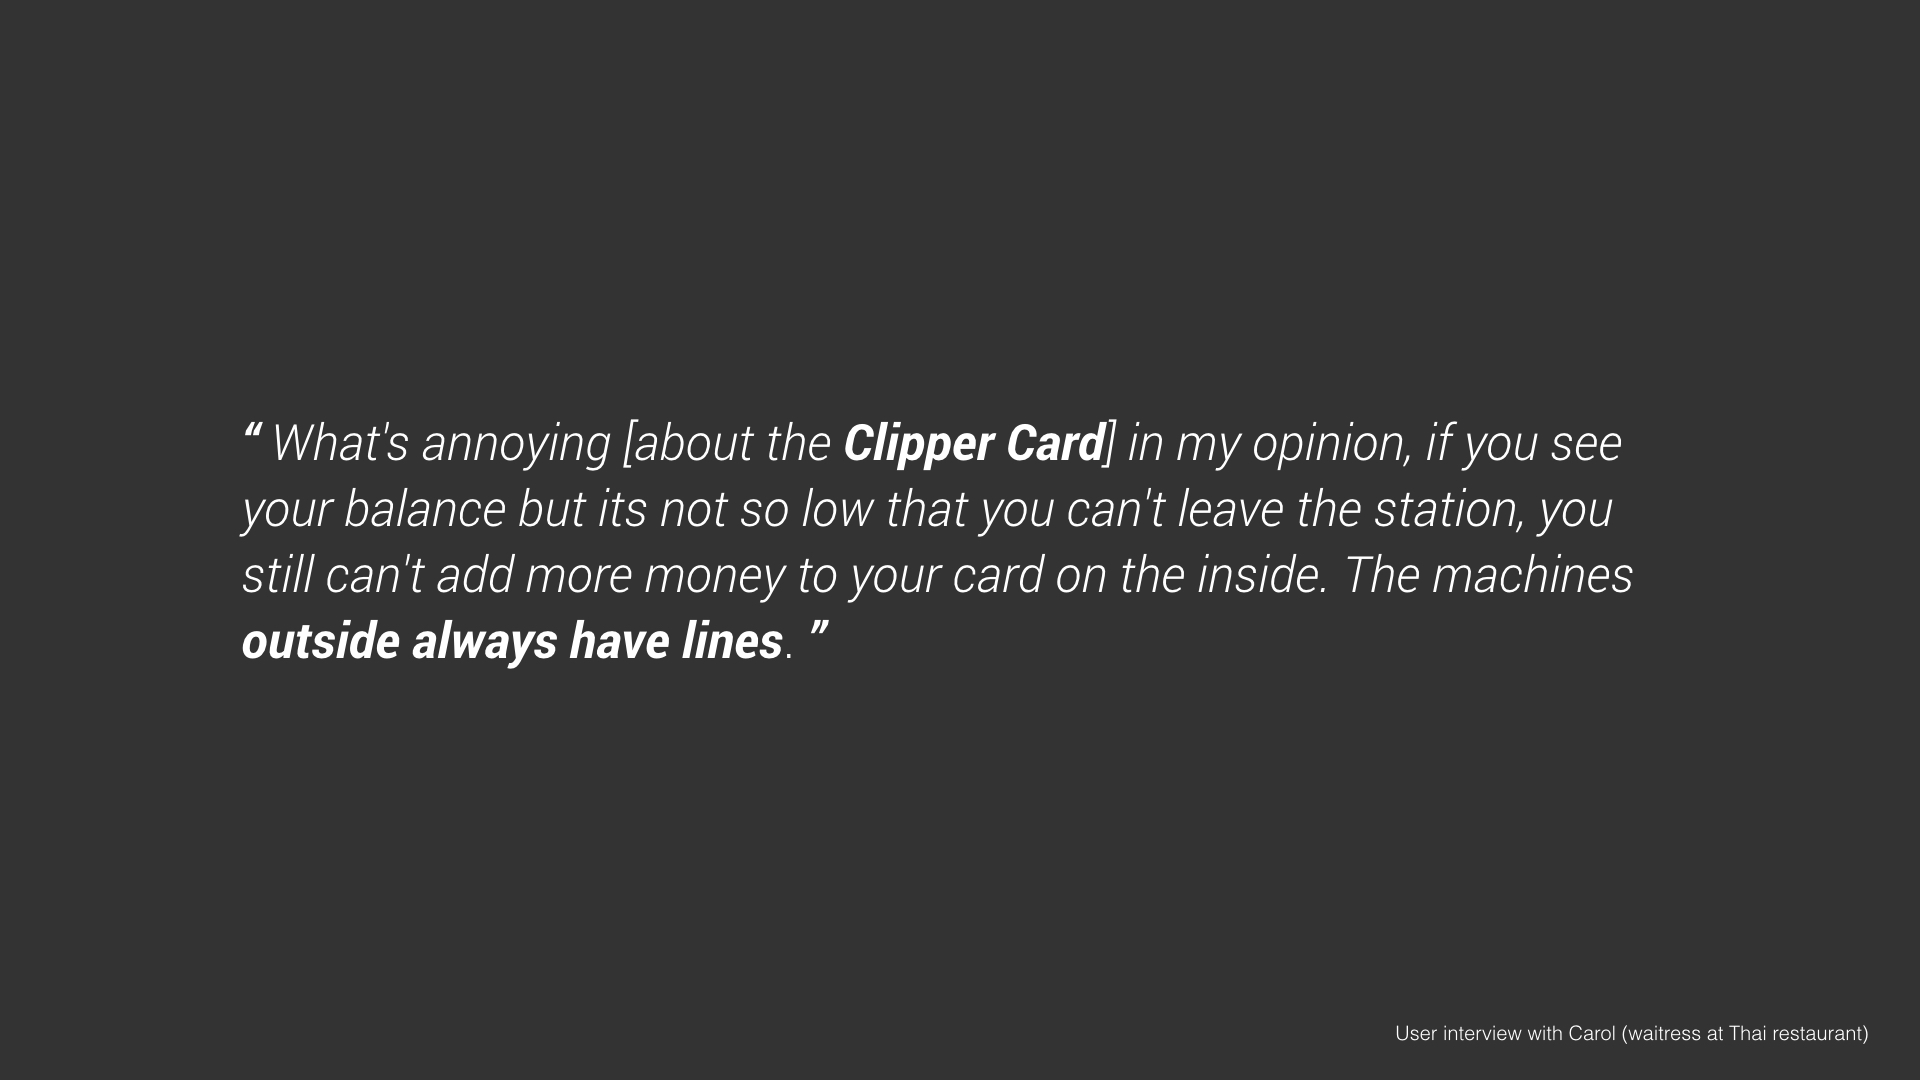 “ What's annoying [about the Clipper Card] in my opinion, if you see
your balance but its not so low that you can't leave the station, you
still can't add more money to your card on the inside. The machines
outside always have lines. ”
User interview with Carol (waitress at Thai restaurant)